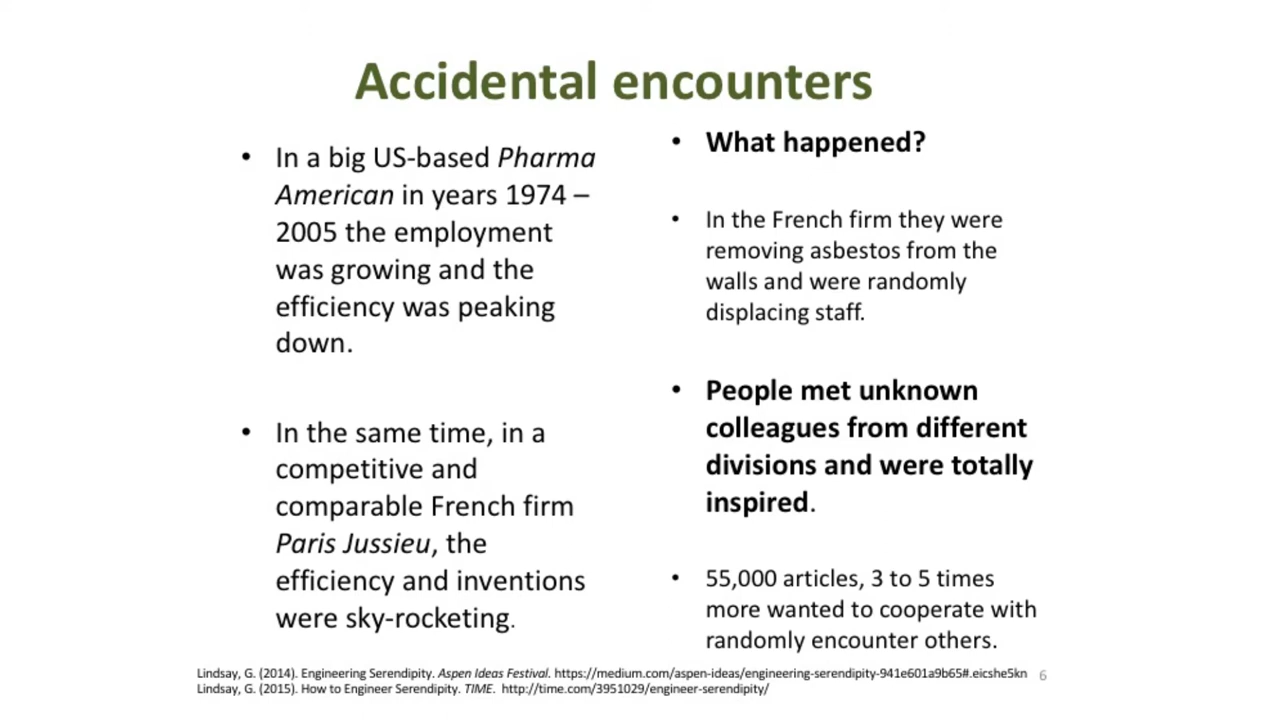 Accidental encounters
• In a big US-based Pharma
American in years 1974 –
2005 the employment
was growing and the
efficiency was peaking
down.
• In the same time, in a
competitive and
comparable French firm
Paris Jussieu, the
efficiency and inventions
were sky-rocketing.
• What happened?
• In the French firm they were
removing asbestos from the
walls and were randomly
displacing staff.
• People met unknown
colleagues from different
divisions and were totally
inspired.
• 55,000 articles, 3 to 5 times
more wanted to cooperate with
randomly encounter others.
Lindsay, G. (2014). Engineering Serendipity. Aspen Ideas Festival. https://medium.com/aspen-ideas/engineering-serendipity-941e601a9b65#.eicshe5kn
Lindsay, G. (2015). How to Engineer Serendipity. TIME. http://time.com/3951029/engineer-serendipity/
6